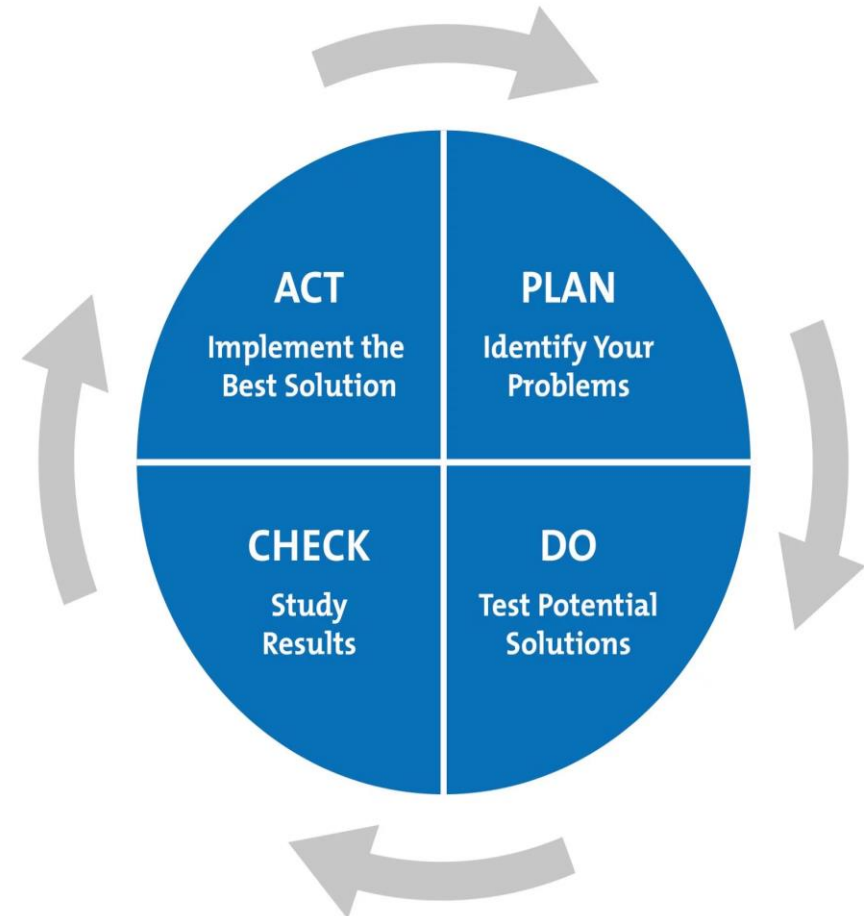 ACT
Implement the
Best Solution
PLAN
Identify Your
Problems
CHECK
Study
Results
DO
Test Potential
Solutions